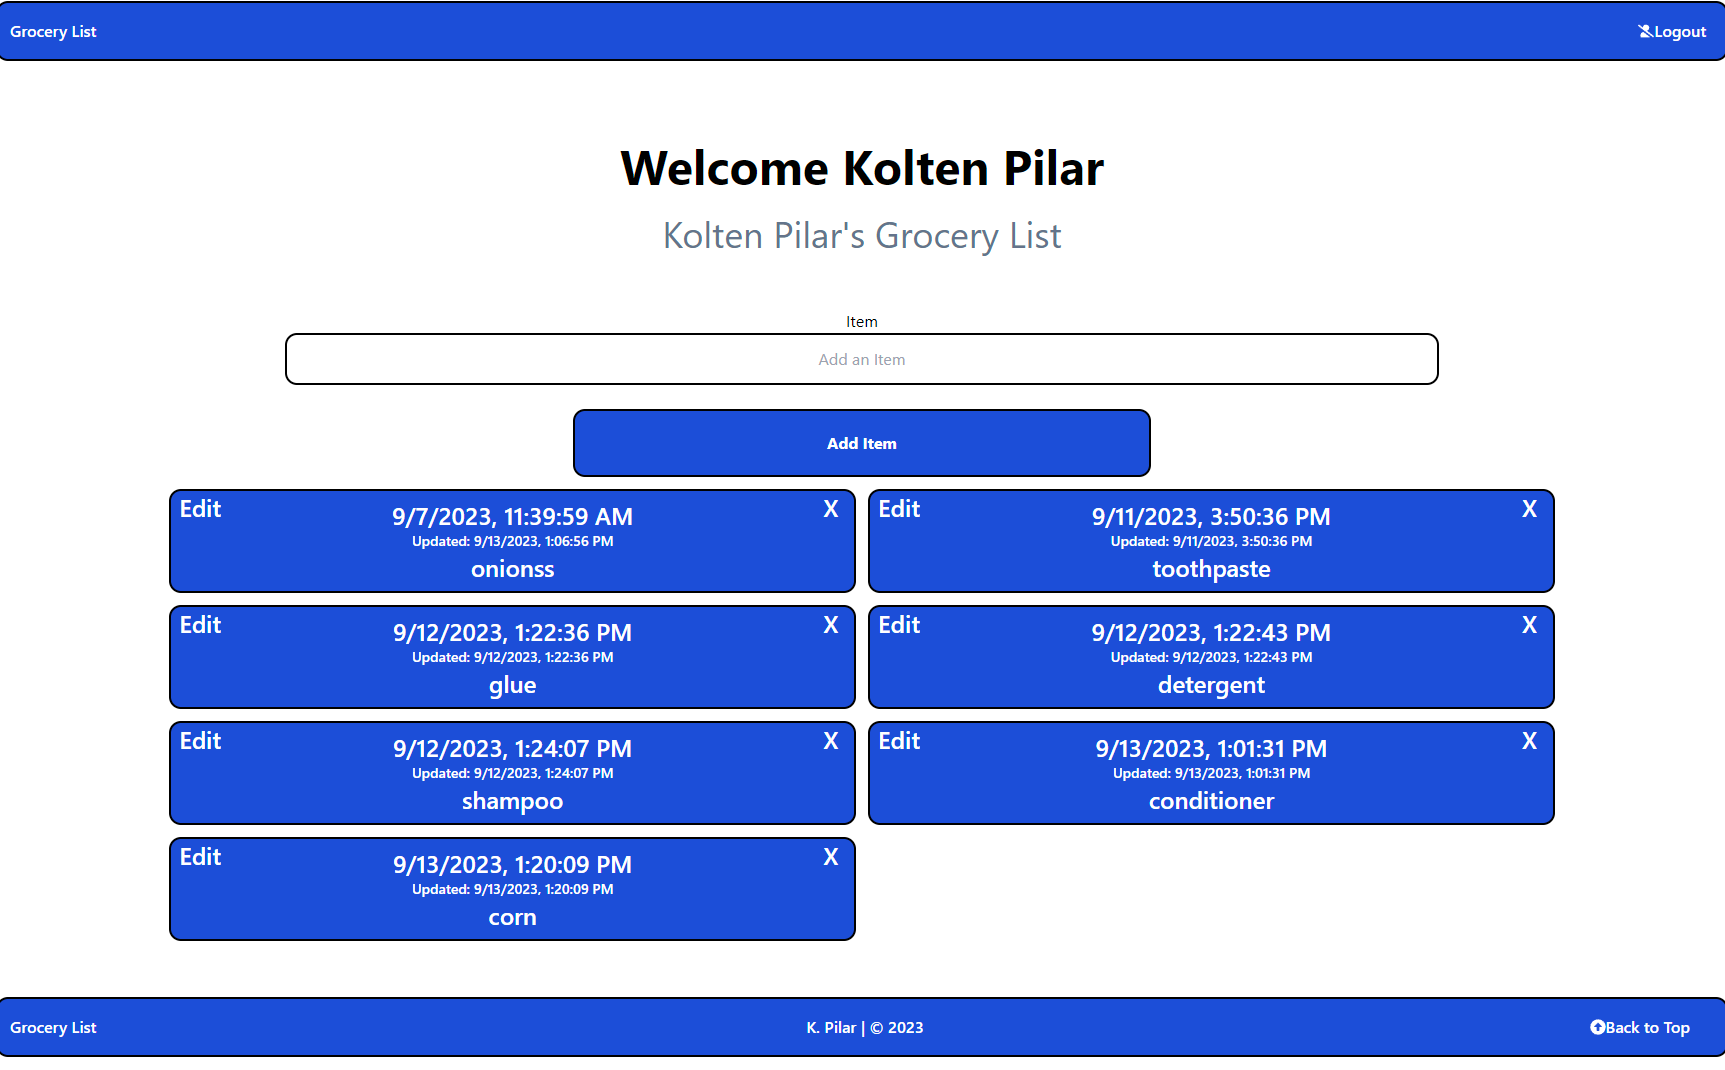 Grocery List
Logout
Welcome Kolten Pilar
Kolten Pilar's Grocery List
Item
Add an Item
Add Item
Edit
9/7/2023, 11:39:59 AM
X
Updated: 9/13/2023, 1:06:56 PM
onionss
Edit
9/11/2023, 3:50:36 PM
X
Updated: 9/11/2023, 3:50:36 PM
toothpaste
Edit
9/12/2023, 1:22:36 PM
X
Updated: 9/12/2023, 1:22:36 PM
glue
Edit
9/12/2023, 1:22:43 PM
X
Updated: 9/12/2023, 1:22:43 PM
detergent
Edit
9/12/2023, 1:24:07 PM
X
Updated: 9/12/2023, 1:24:07 PM
shampoo
Edit
9/13/2023, 1:01:31 PM
X
Updated: 9/13/2023, 1:01:31 PM
conditioner
Edit
9/13/2023, 1:20:09 PM
X
Updated: 9/13/2023, 1:20:09 PM
corn
Grocery List
K. Pilar | © 2023
Back to Top